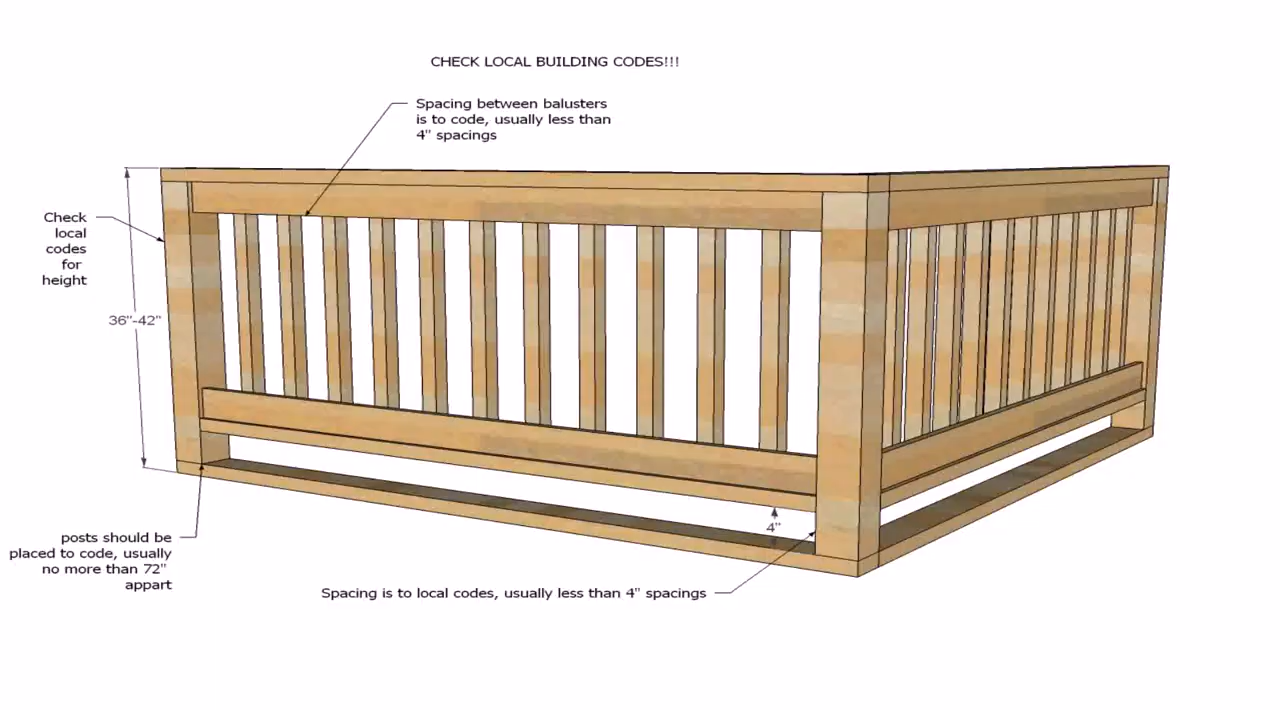 CHECK LOCAL BUILDING CODES!!!
Spacing between balusters
is to code, usually less than
4" spacings
Check
local
codes
for
height
36"-42"
posts should be
placed to code, usually
no more than 72"
appart
4"
Spacing is to local codes, usually less than 4" spacings